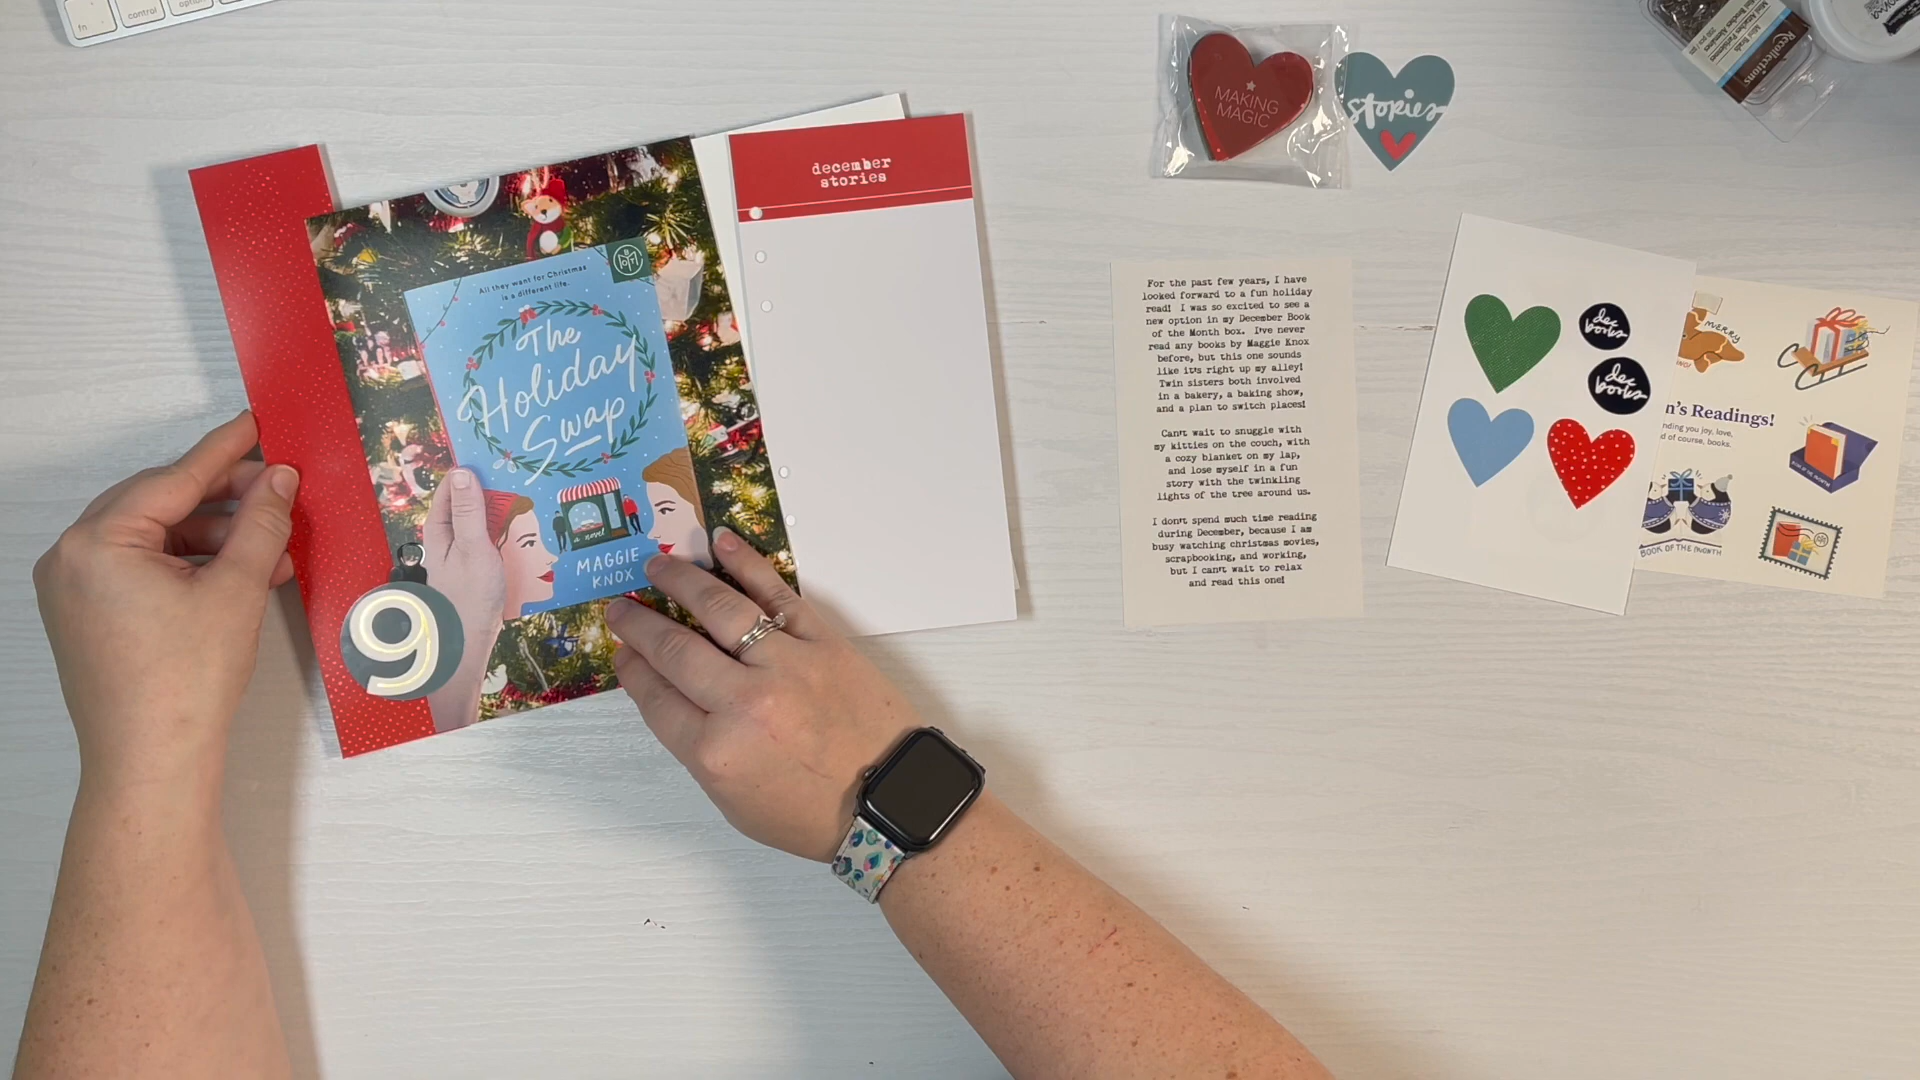 fn
control
option
december
stories
All they want for Christmas
is a different life.
BOTM
The
Holiday
Swap
a novel
MAGGIE
KNOX
9
MAKING
MAGIC
stories
Recollections
For the past few years, I have
looked forward to a fun holiday
read! I was so excited to see a
new option in my December Book
of the Month box. I've never
read any books by Maggie Knox
before, but this one sounds
like it's right up my alley!
Twin sisters both involved
in a bakery, a baking show,
and a plan to switch places!
Can't wait to snuggle with
my kitties on the couch, with
a cozy blanket on my lap,
and lose myself in a fun
story with the twinkling
lights of the tree around us.
I don't spend much time reading
during December, because I am
busy watching christmas movies,
scrapbooking, and working,
but I can't wait to relax
and read this one!
dec
books
dec
books
MERRY
n's Readings!
nding you joy, love,
d of course, books.
BOOK OF THE MONTH
BOOK OF THE MONTH